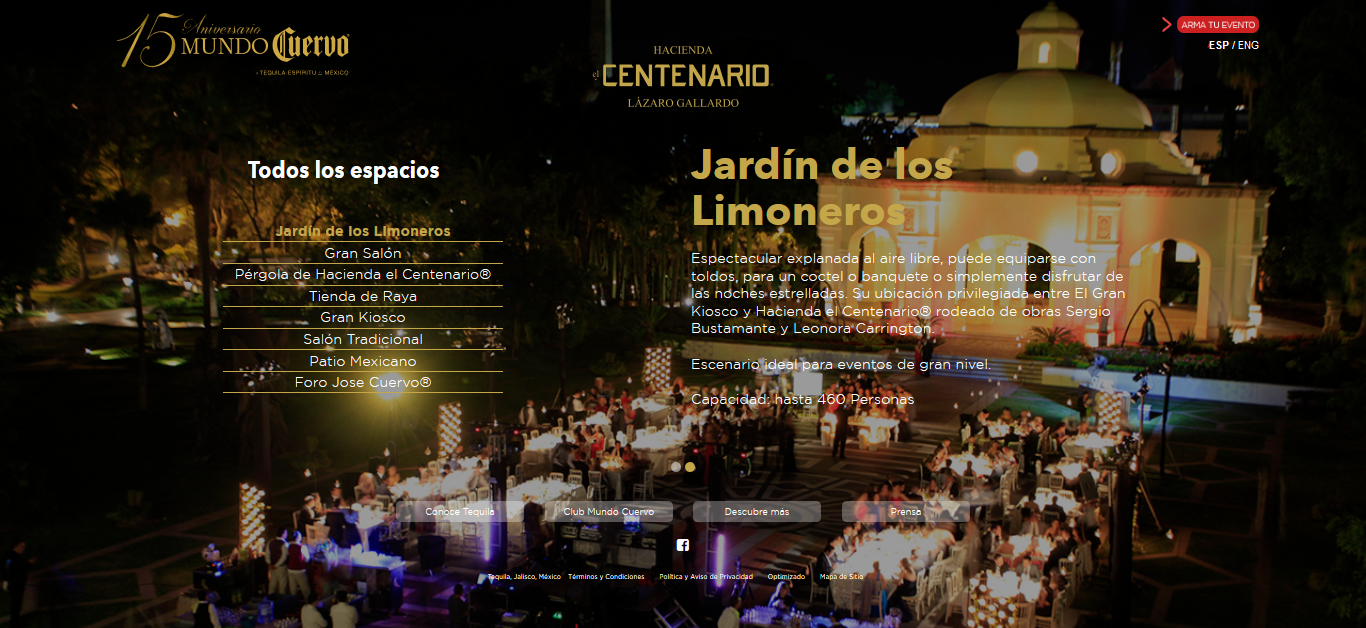 15 Aniversario
MUNDO Cuervo
TEQUILA ESPÍRITU DE MÉXICO
ARMA TU EVENTO
ESP / ENG
HACIENDA
el CENTENARIO
LÁZARO GALLARDO
Todos los espacios
Jardín de los Limoneros
Gran Salón
Pérgola de Hacienda el Centenario®
Tienda de Raya
Gran Kiosco
Salón Tradicional
Patio Mexicano
Foro Jose Cuervo®
Jardín de los
Limoneros
Espectacular explanada al aire libre, puede equiparse con
toldos, para un coctel o banquete o simplemente disfrutar de
las noches estrelladas. Su ubicación privilegiada entre El Gran
Kiosco y Hacienda el Centenario® rodeado de obras Sergio
Bustamante y Leonora Carrington.
Escenario ideal para eventos de gran nivel.
Capacidad: hasta 460 Personas
Conoce Tequila
Club Mundo Cuervo
Descubre más
Prensa
Tequila, Jalisco, México Términos y Condiciones Política y Aviso de Privacidad Optimizado Mapa de Sitio